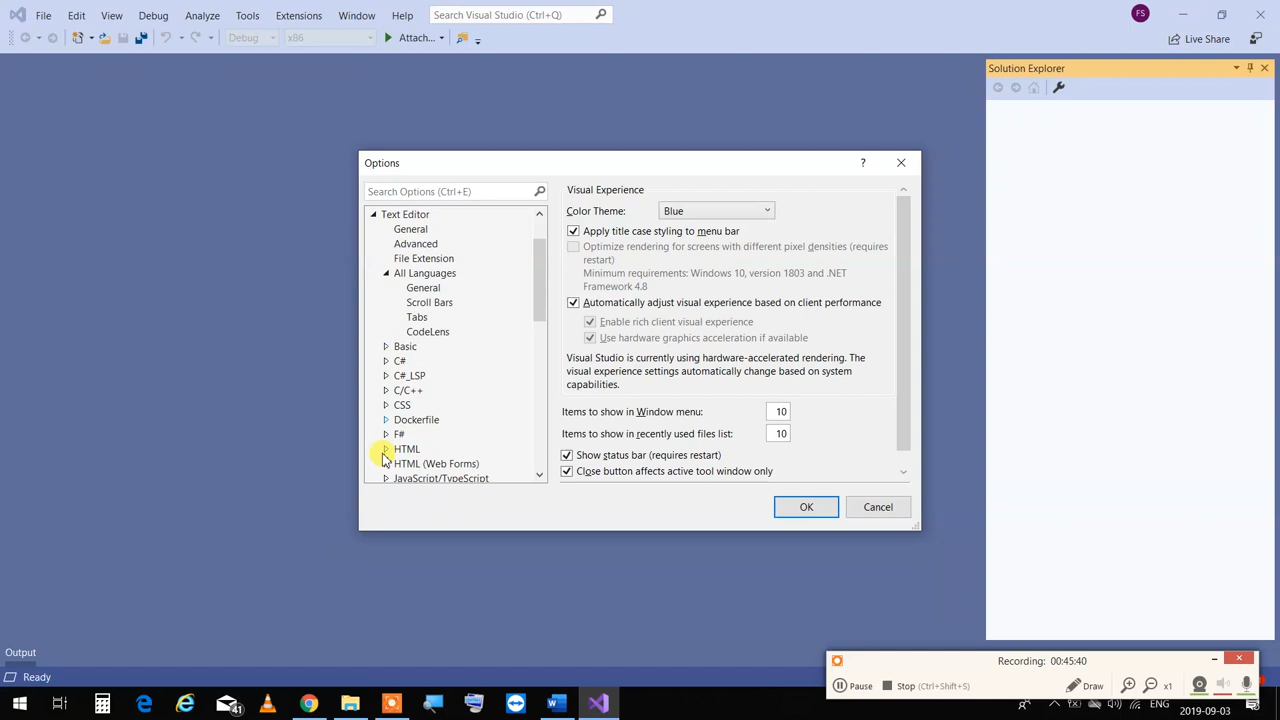 File Edit View Tools Debug Analyze Tools Extensions Window Help Search Visual Studio (Ctrl+Q) FS
Debug x86 Attach... Live Share
Solution Explorer
Options ?
Search Options (Ctrl+E)
Text Editor
General
Advanced
File Extension
All Languages
General
Scroll Bars
Tabs
CodeLens
Basic
C#
C#_LSP
C/C++
CSS
Dockerfile
F#
HTML
HTML (Web Forms)
JavaScript/TypeScript
Visual Experience
Color Theme: Blue
Apply title case styling to menu bar
Optimize rendering for screens with different pixel densities (requires
restart)
Minimum requirements: Windows 10, version 1803 and .NET
Framework 4.8
Automatically adjust visual experience based on client performance
Enable rich client visual experience
Use hardware graphics acceleration if available
Visual Studio is currently using hardware-accelerated rendering. The
visual experience settings automatically change based on system
capabilities.
Items to show in Window menu: 10
Items to show in recently used files list: 10
Show status bar (requires restart)
Close button affects active tool window only
OK Cancel
Output
Ready
Recording: 00:45:40
Pause Stop (Ctrl+Shift+S) Draw x1
41 ENG
2019-09-03